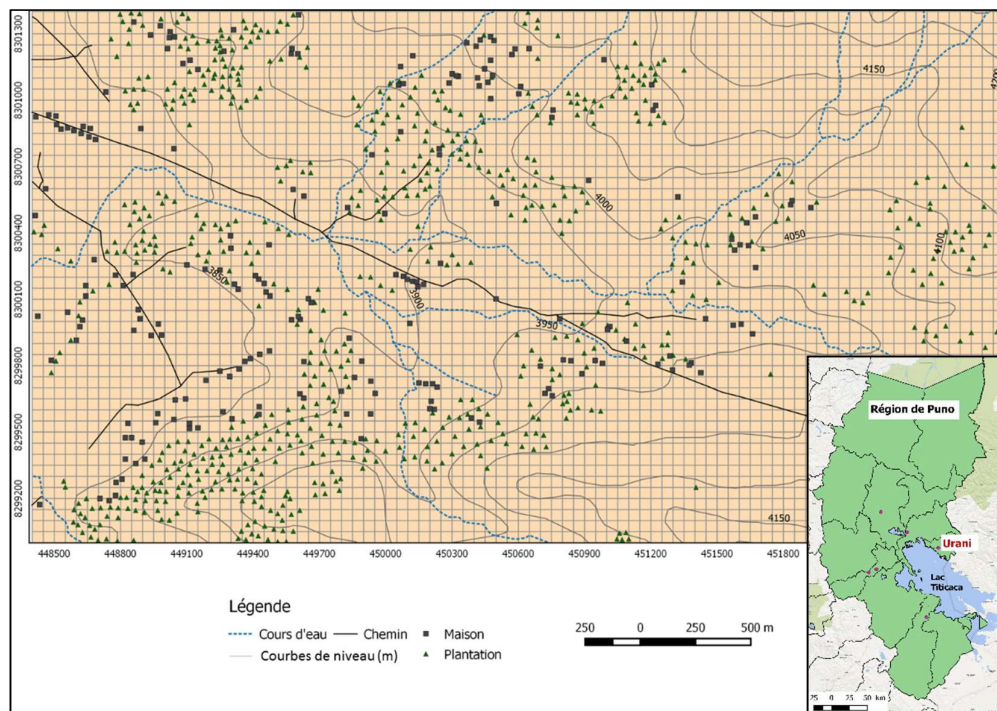 8301300
8301000
8300700
8300400
8300100
8299800
8299500
8299200
4150
4200
4000
4050
4100
3850
3900
3950
4150
448500 448800 449100 449400 449700 450000 450300 450600 450900 451200 451500 451800
Légende
Cours d'eau
Chemin
Maison
Courbes de niveau (m)
Plantation
250 0 250 500 m
Région de Puno
Urani
Lac
Titicaca
25 0 25 50 km